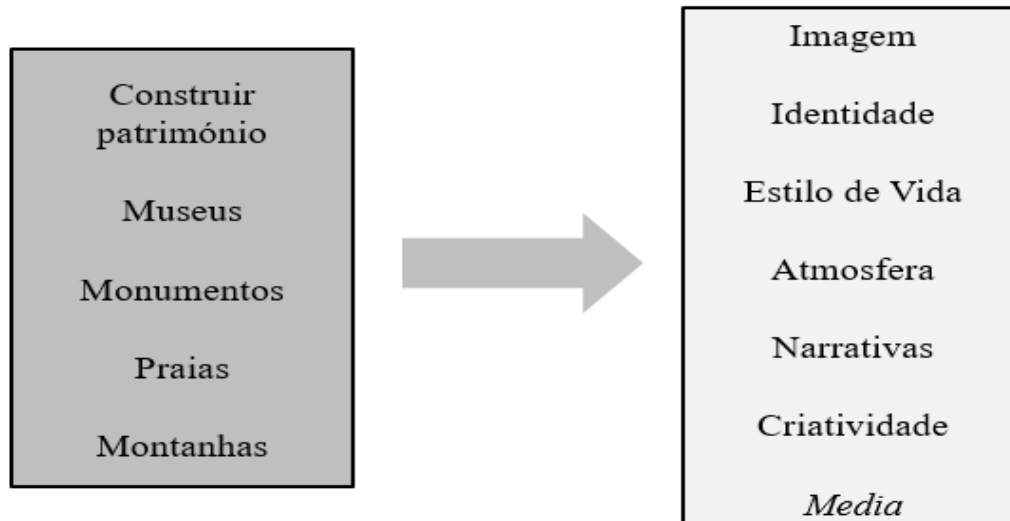 Construir
património
Museus
Monumentos
Praias
Montanhas
Imagem
Identidade
Estilo de Vida
Atmosfera
Narrativas
Criatividade
Media